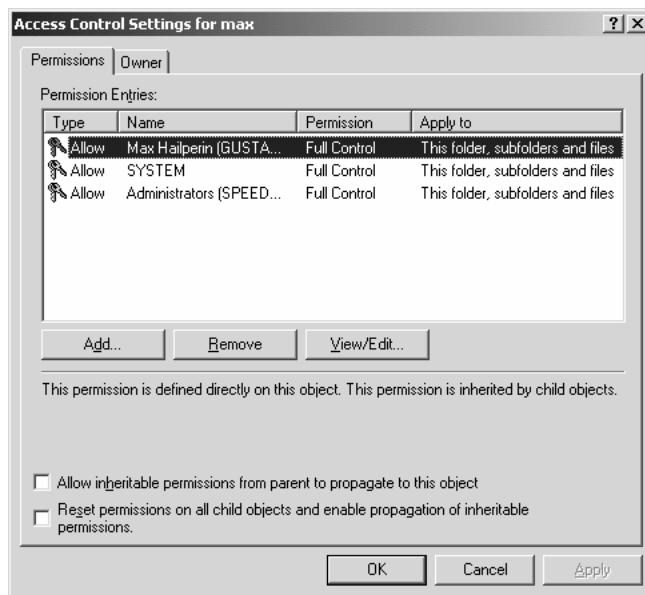 Access Control Settings for max
Permissions Owner
Permission Entries:
Type Name Permission Apply to
Allow Max Hailperin (GUSTA... Full Control This folder, subfolders and files
Allow SYSTEM Full Control This folder, subfolders and files
Allow Administrators (SPEED... Full Control This folder, subfolders and files
Add... Remove View/Edit...
This permission is defined directly on this object. This permission is inherited by child objects.
Allow inheritable permissions from parent to propagate to this object
Reset permissions on all child objects and enable propagation of inheritable
permissions.
OK Cancel Apply